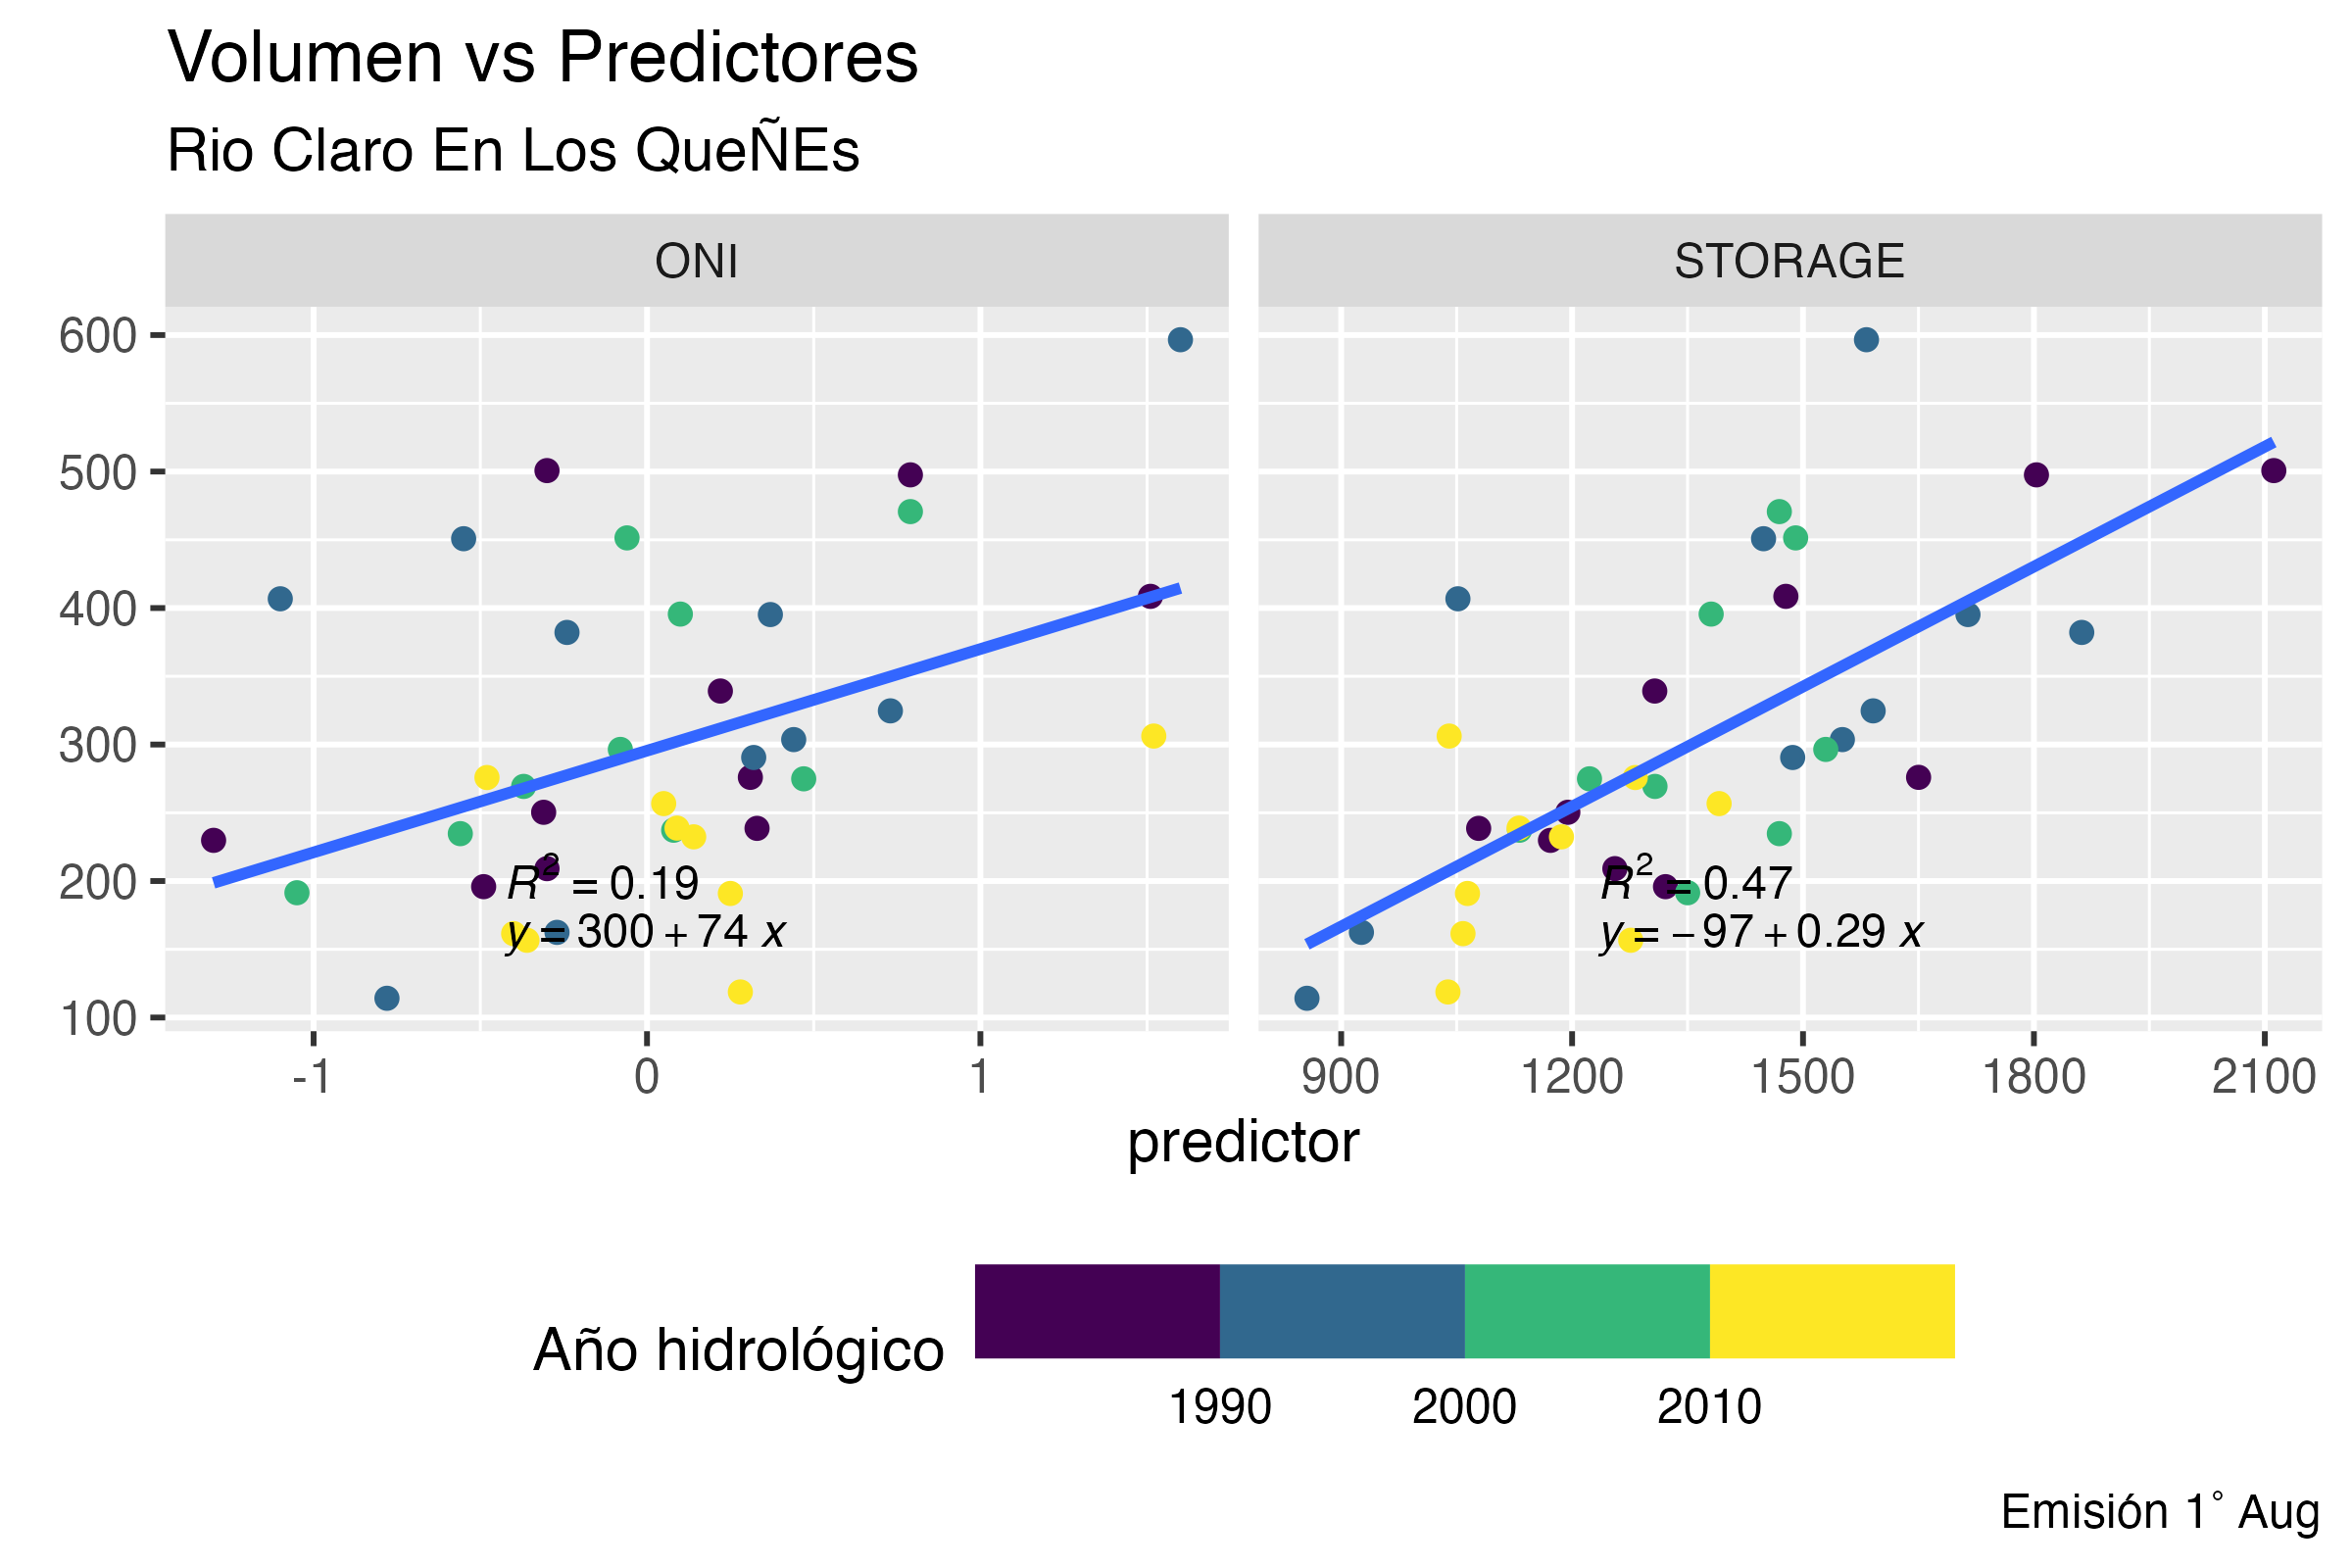 Volumen vs Predictores
Rio Claro En Los QueÑEs
ONI STORAGE
600
500
400
300
200
100
R² = 0.19
y = 300 + 74 x
R² = 0.47
y = −97 + 0.29 x
-1 0 1 900 1200 1500 1800 2100
predictor
Año hidrológico
1990 2000 2010
Emisión 1° Aug